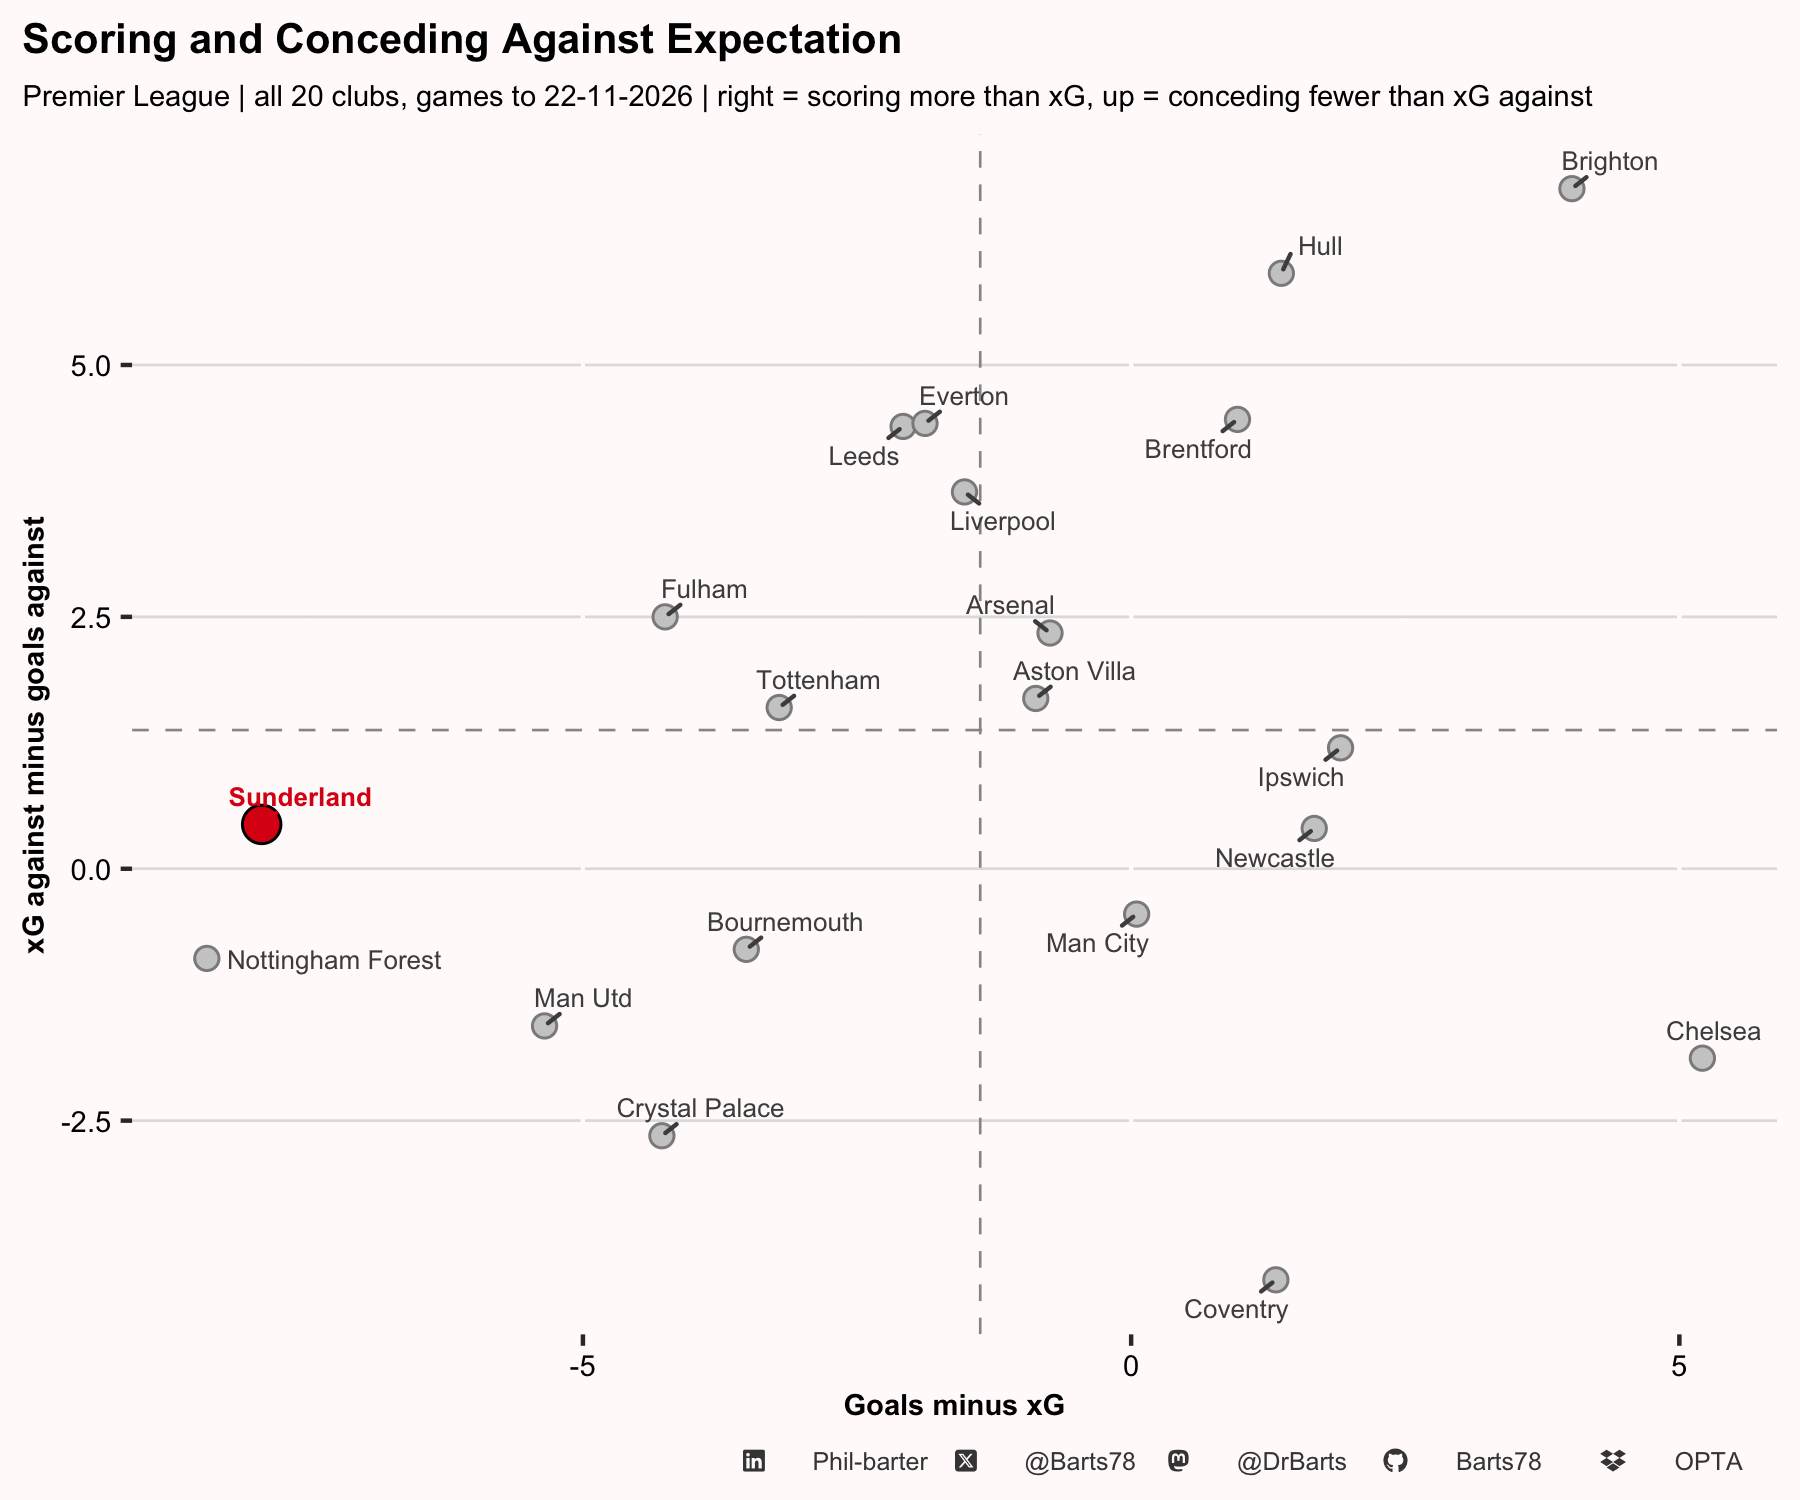 Scoring and Conceding Against Expectation
Premier League | all 20 clubs, games to 22-11-2026 | right = scoring more than xG, up = conceding fewer than xG against
Brighton
Hull
5.0
Everton
Leeds
Brentford
Liverpool
Fulham
Arsenal
2.5
Aston Villa
Tottenham
Ipswich
Sunderland
Newcastle
0.0
Bournemouth
Man City
Nottingham Forest
Man Utd
Chelsea
Crystal Palace
-2.5
Coventry
xG against minus goals against
-5 0 5
Goals minus xG
Phil-barter @Barts78 @DrBarts Barts78 OPTA